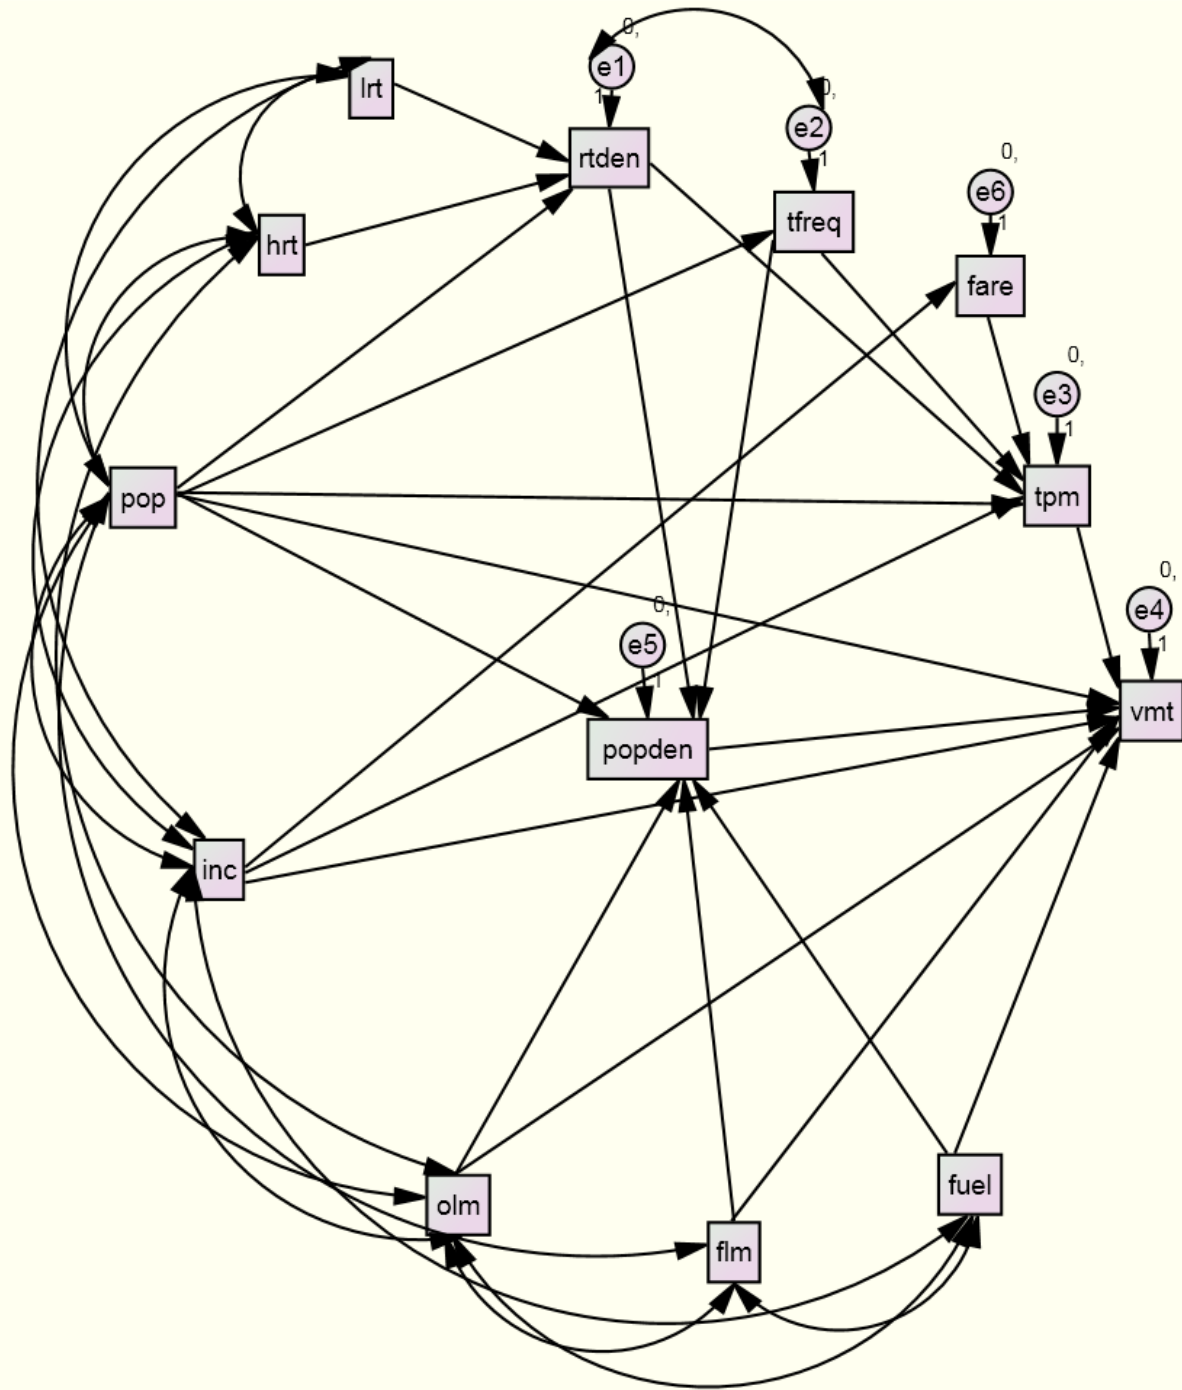 0,
e1
1
lrt
0,
e2
1
rtden
0,
e6
1
tfreq
hrt
fare
0,
e3
1
pop
tpm
0,
e4
1
0,
e5
1
vmt
popden
inc
fuel
olm
flm